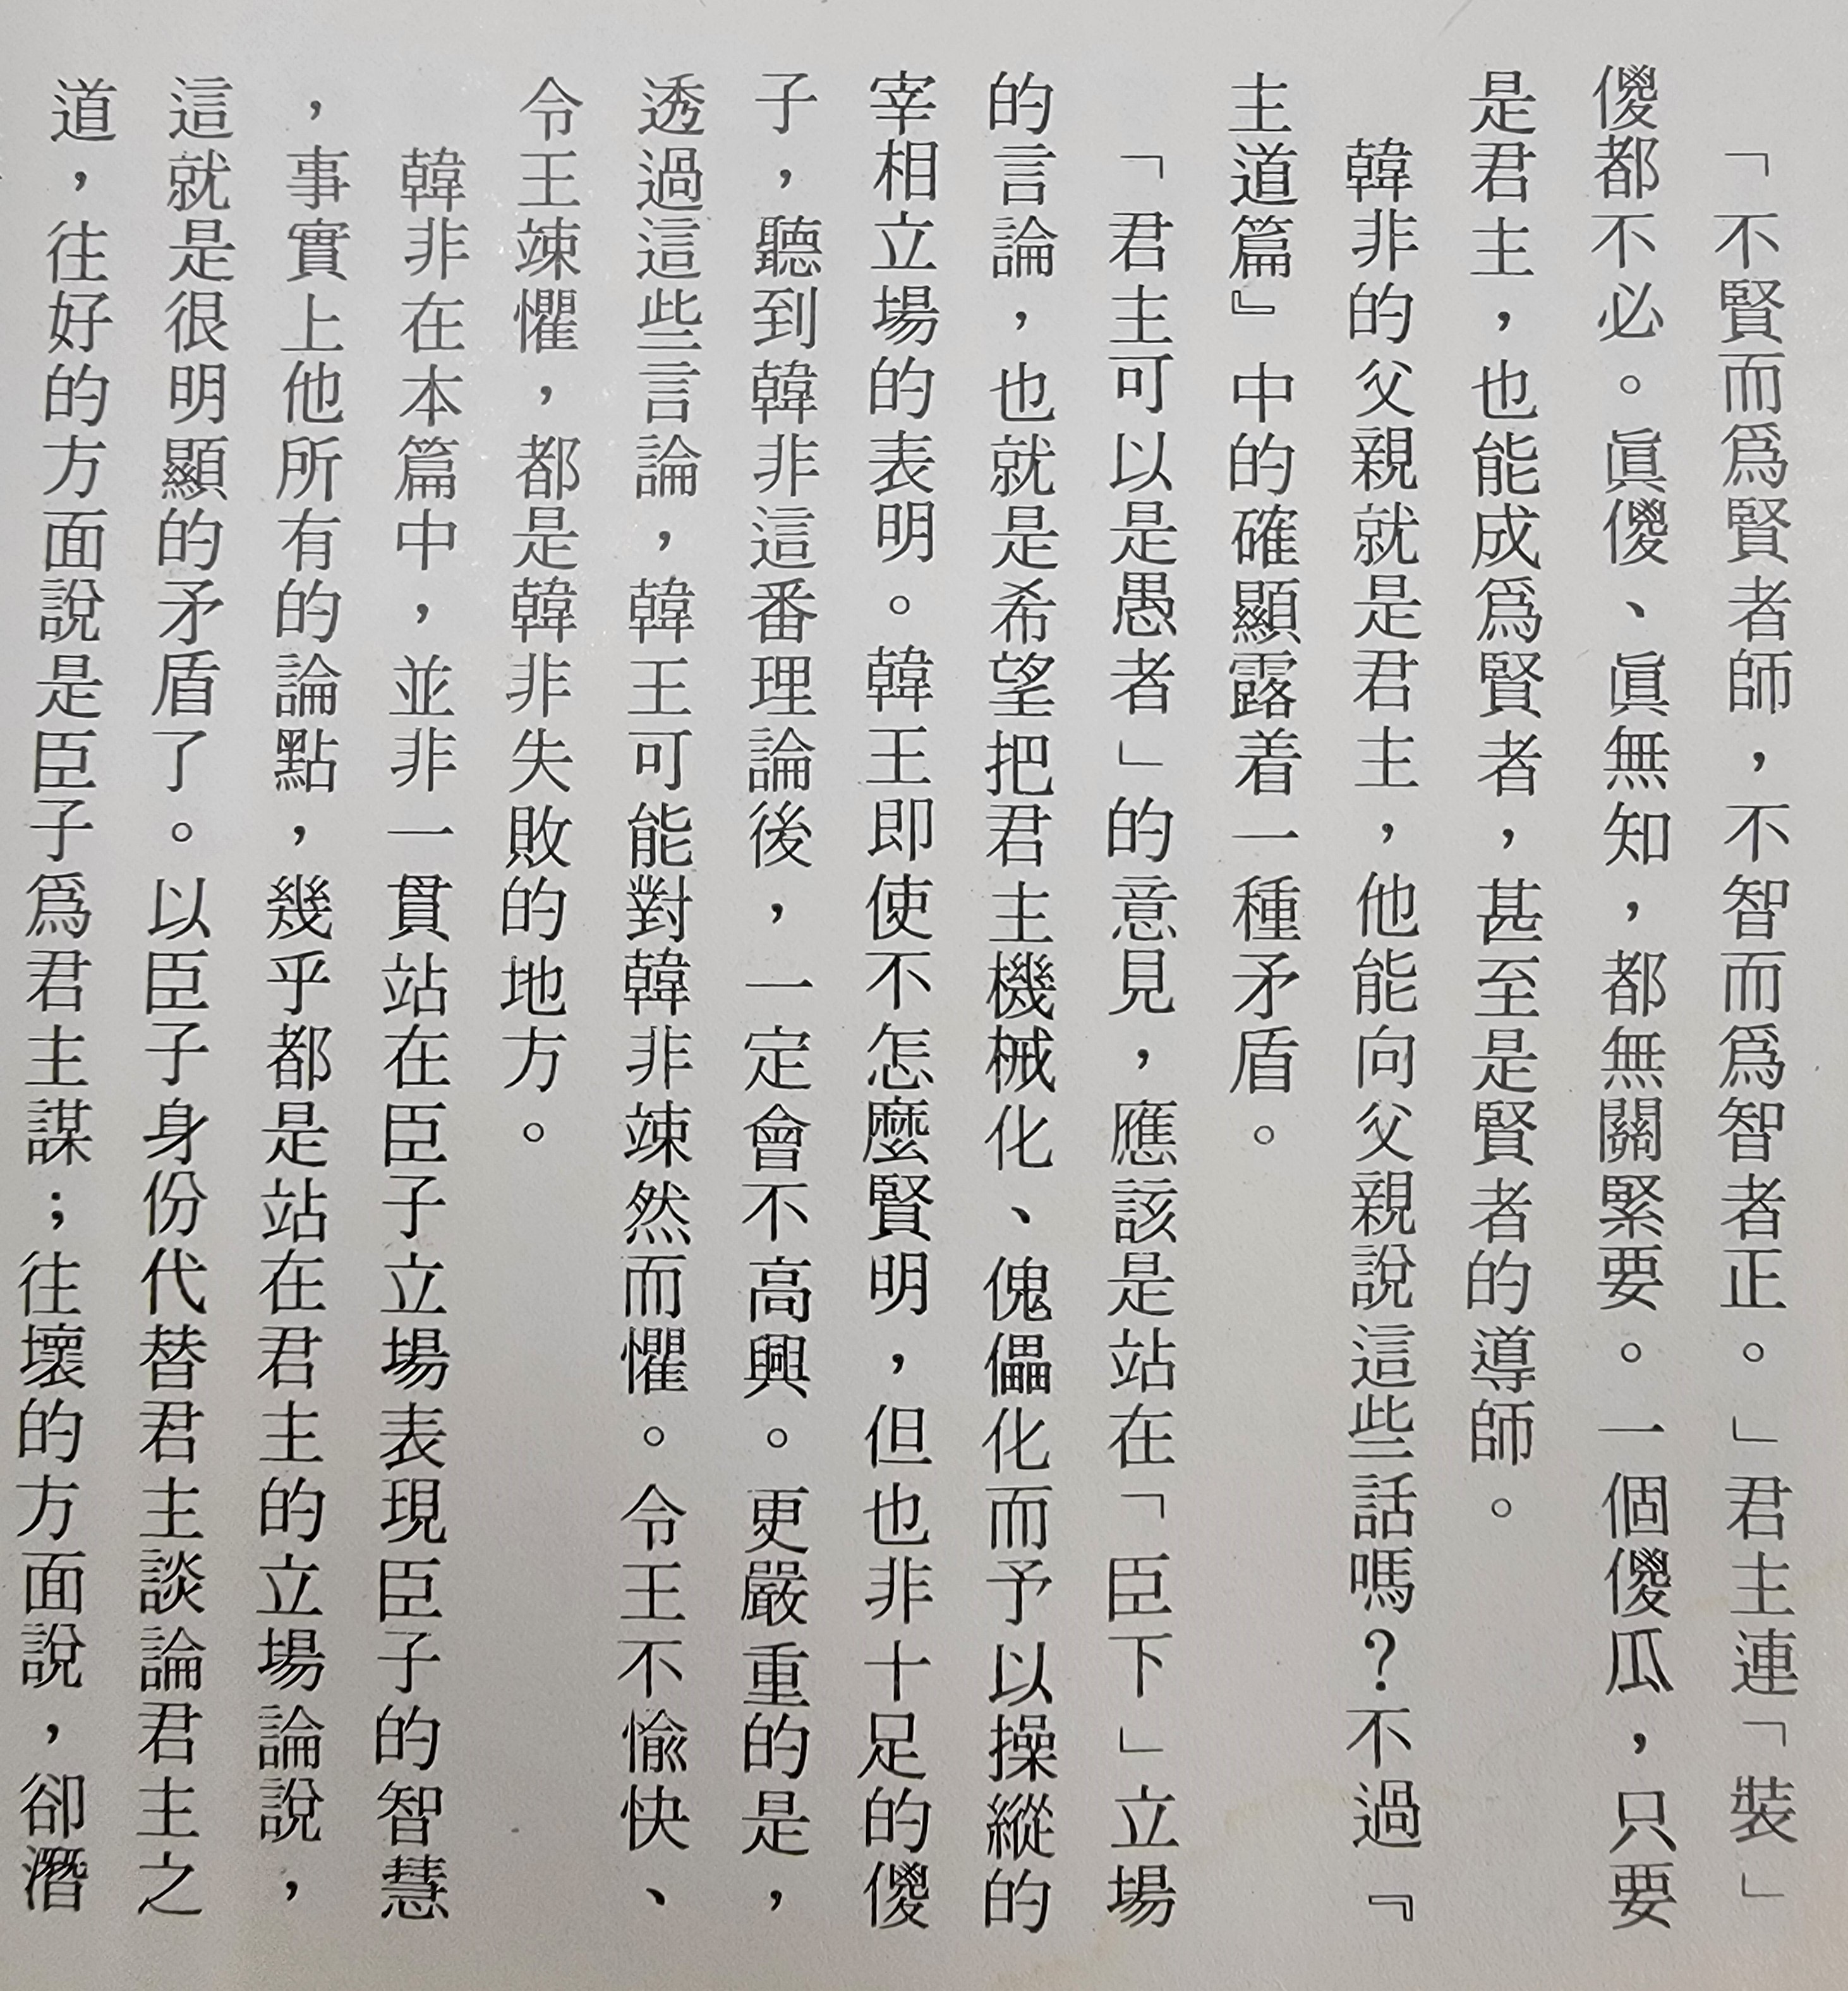 「不賢而爲賢者師，不智而爲智者正。」君主連「裝」
傻都不必。眞傻、眞無知，都無關緊要。一個傻瓜，只要
是君主，也能成爲賢者，甚至是賢者的導師。
韓非的父親就是君主，他能向父親說這些話嗎？不過『
主道篇』中的確顯露着一種矛盾。
「君主可以是愚者」的意見，應該是站在「臣下」立場
的言論，也就是希望把君主機械化、傀儡化而予以操縱的
宰相立場的表明。韓王即使不怎麼賢明，但也非十足的傻
子，聽到韓非這番理論後，一定會不高興。更嚴重的是，
透過這些言論，韓王可能對韓非竦然而懼。令王不愉快、
令王竦懼，都是韓非失敗的地方。
韓非在本篇中，並非一貫站在臣子立場表現臣子的智慧
，事實上他所有的論點，幾乎都是站在君主的立場論說，
這就是很明顯的矛盾了。以臣子身份代替君主談論君主之
道，往好的方面說是臣子爲君主謀；往壞的方面說，卻潛